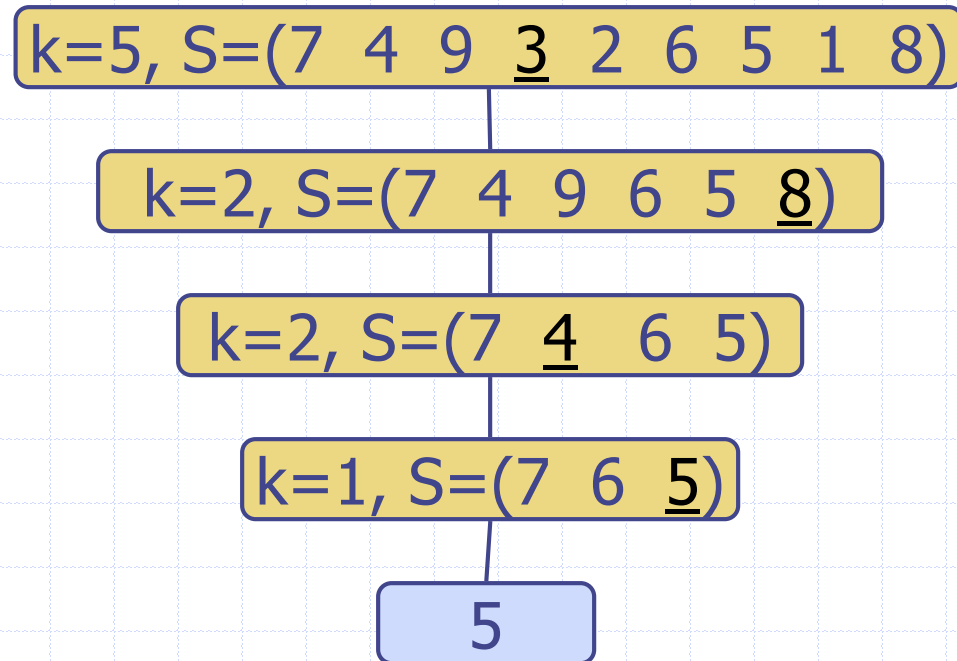 k=5, S=(7 4 9 3 2 6 5 1 8)
k=2, S=(7 4 9 6 5 8)
k=2, S=(7 4 6 5)
k=1, S=(7 6 5)
5